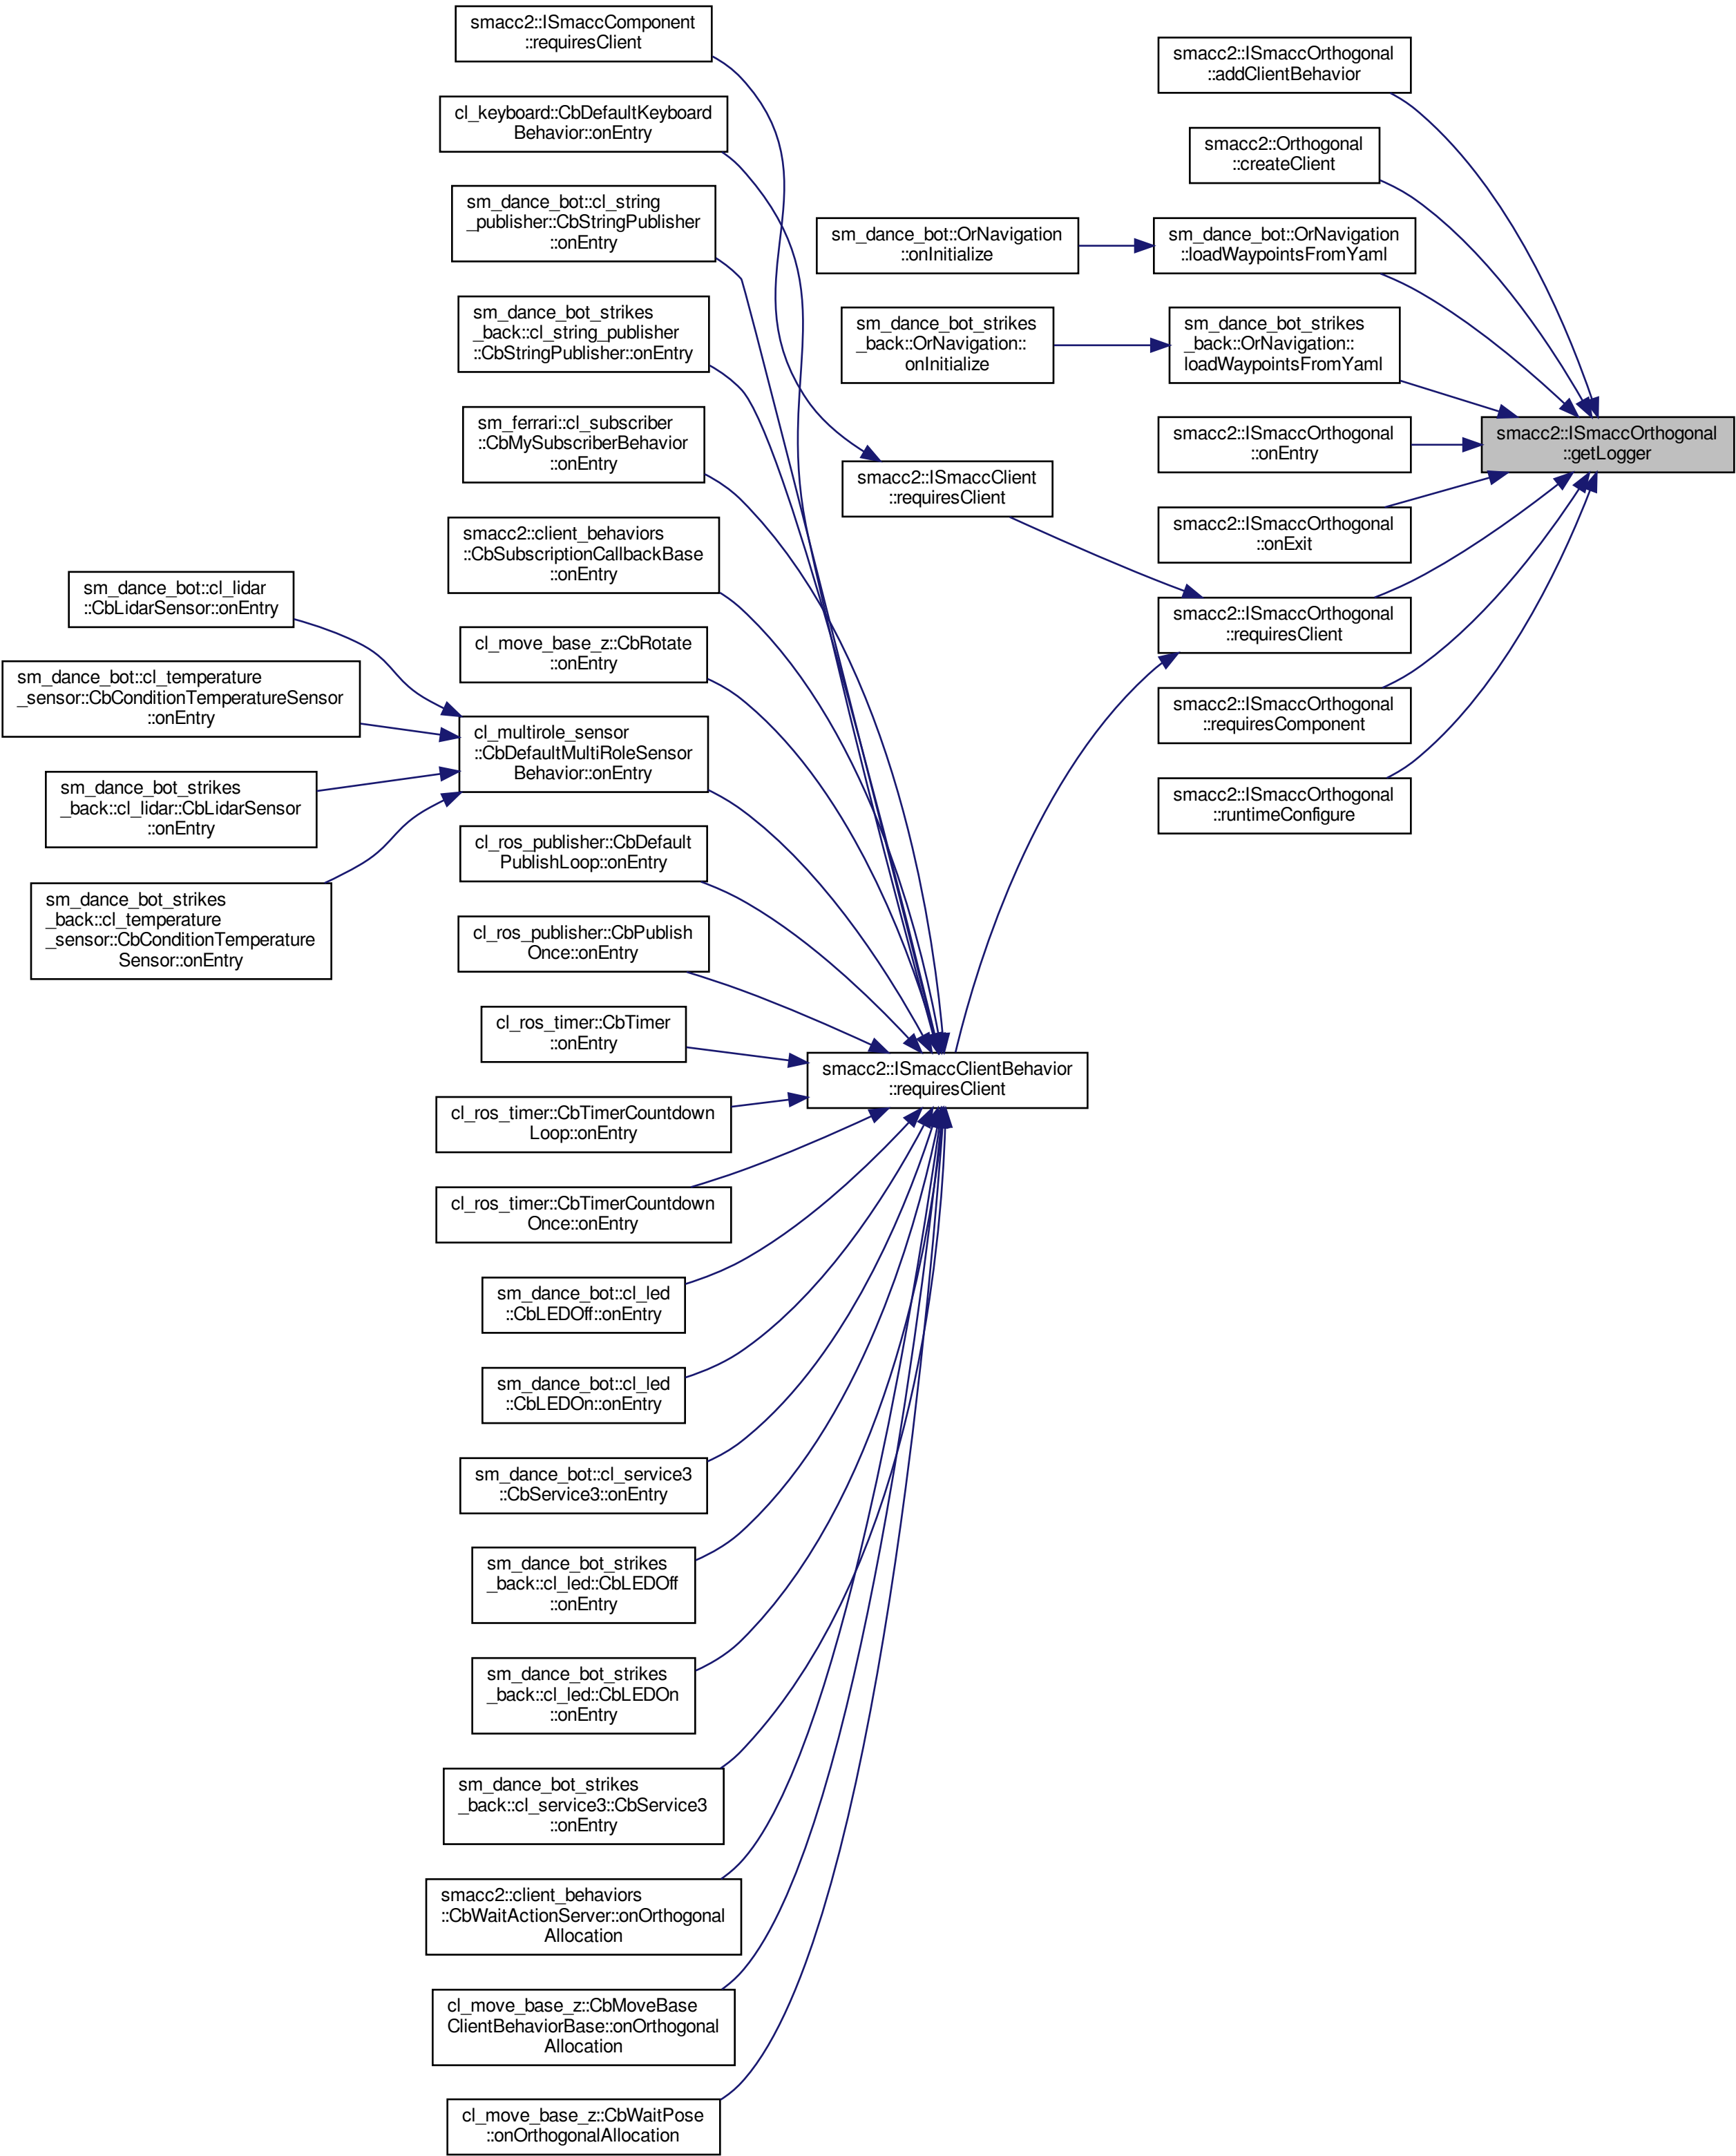 smacc2::ISmaccComponent
::requiresClient
cl_keyboard::CbDefaultKeyboard
Behavior::onEntry
sm_dance_bot::cl_string
_publisher::CbStringPublisher
::onEntry
sm_dance_bot_strikes
_back::cl_string_publisher
::CbStringPublisher::onEntry
sm_ferrari::cl_subscriber
::CbMySubscriberBehavior
::onEntry
smacc2::client_behaviors
::CbSubscriptionCallbackBase
::onEntry
cl_move_base_z::CbRotate
::onEntry
cl_multirole_sensor
::CbDefaultMultiRoleSensor
Behavior::onEntry
sm_dance_bot::cl_lidar
::CbLidarSensor::onEntry
sm_dance_bot::cl_temperature
_sensor::CbConditionTemperatureSensor
::onEntry
sm_dance_bot_strikes
_back::cl_lidar::CbLidarSensor
::onEntry
sm_dance_bot_strikes
_back::cl_temperature
_sensor::CbConditionTemperature
Sensor::onEntry
cl_ros_publisher::CbDefault
PublishLoop::onEntry
cl_ros_publisher::CbPublish
Once::onEntry
cl_ros_timer::CbTimer
::onEntry
cl_ros_timer::CbTimerCountdown
Loop::onEntry
cl_ros_timer::CbTimerCountdown
Once::onEntry
sm_dance_bot::cl_led
::CbLEDOff::onEntry
sm_dance_bot::cl_led
::CbLEDOn::onEntry
sm_dance_bot::cl_service3
::CbService3::onEntry
sm_dance_bot_strikes
_back::cl_led::CbLEDOff
::onEntry
sm_dance_bot_strikes
_back::cl_led::CbLEDOn
::onEntry
sm_dance_bot_strikes
_back::cl_service3::CbService3
::onEntry
smacc2::client_behaviors
::CbWaitActionServer::onOrthogonal
Allocation
cl_move_base_z::CbMoveBase
ClientBehaviorBase::onOrthogonal
Allocation
cl_move_base_z::CbWaitPose
::onOrthogonalAllocation
sm_dance_bot::OrNavigation
::onInitialize
sm_dance_bot_strikes
_back::OrNavigation::
onInitialize
smacc2::ISmaccClient
::requiresClient
smacc2::ISmaccClientBehavior
::requiresClient
smacc2::ISmaccOrthogonal
::addClientBehavior
smacc2::Orthogonal
::createClient
sm_dance_bot::OrNavigation
::loadWaypointsFromYaml
sm_dance_bot_strikes
_back::OrNavigation::
loadWaypointsFromYaml
smacc2::ISmaccOrthogonal
::onEntry
smacc2::ISmaccOrthogonal
::onExit
smacc2::ISmaccOrthogonal
::requiresClient
smacc2::ISmaccOrthogonal
::requiresComponent
smacc2::ISmaccOrthogonal
::runtimeConfigure
smacc2::ISmaccOrthogonal
::getLogger